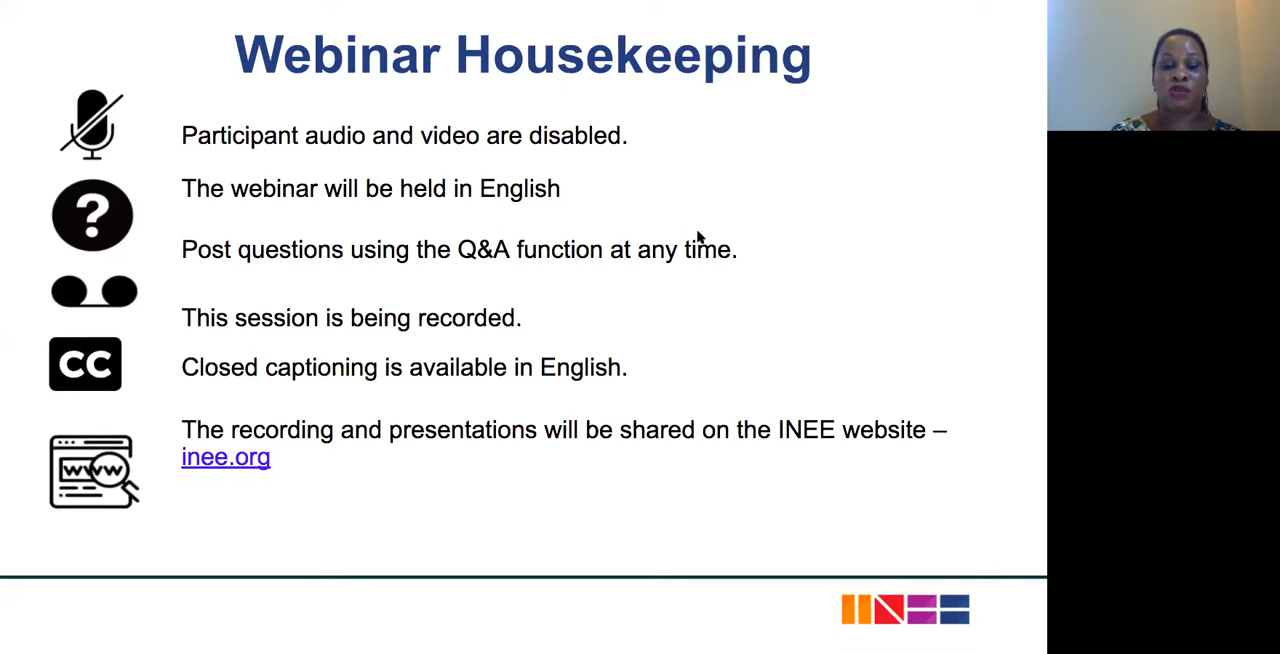 Webinar Housekeeping
Participant audio and video are disabled.
The webinar will be held in English
?
Post questions using the Q&A function at any time.
This session is being recorded.
CC
Closed captioning is available in English.
The recording and presentations will be shared on the INEE website –
inee.org
WWW
INEE